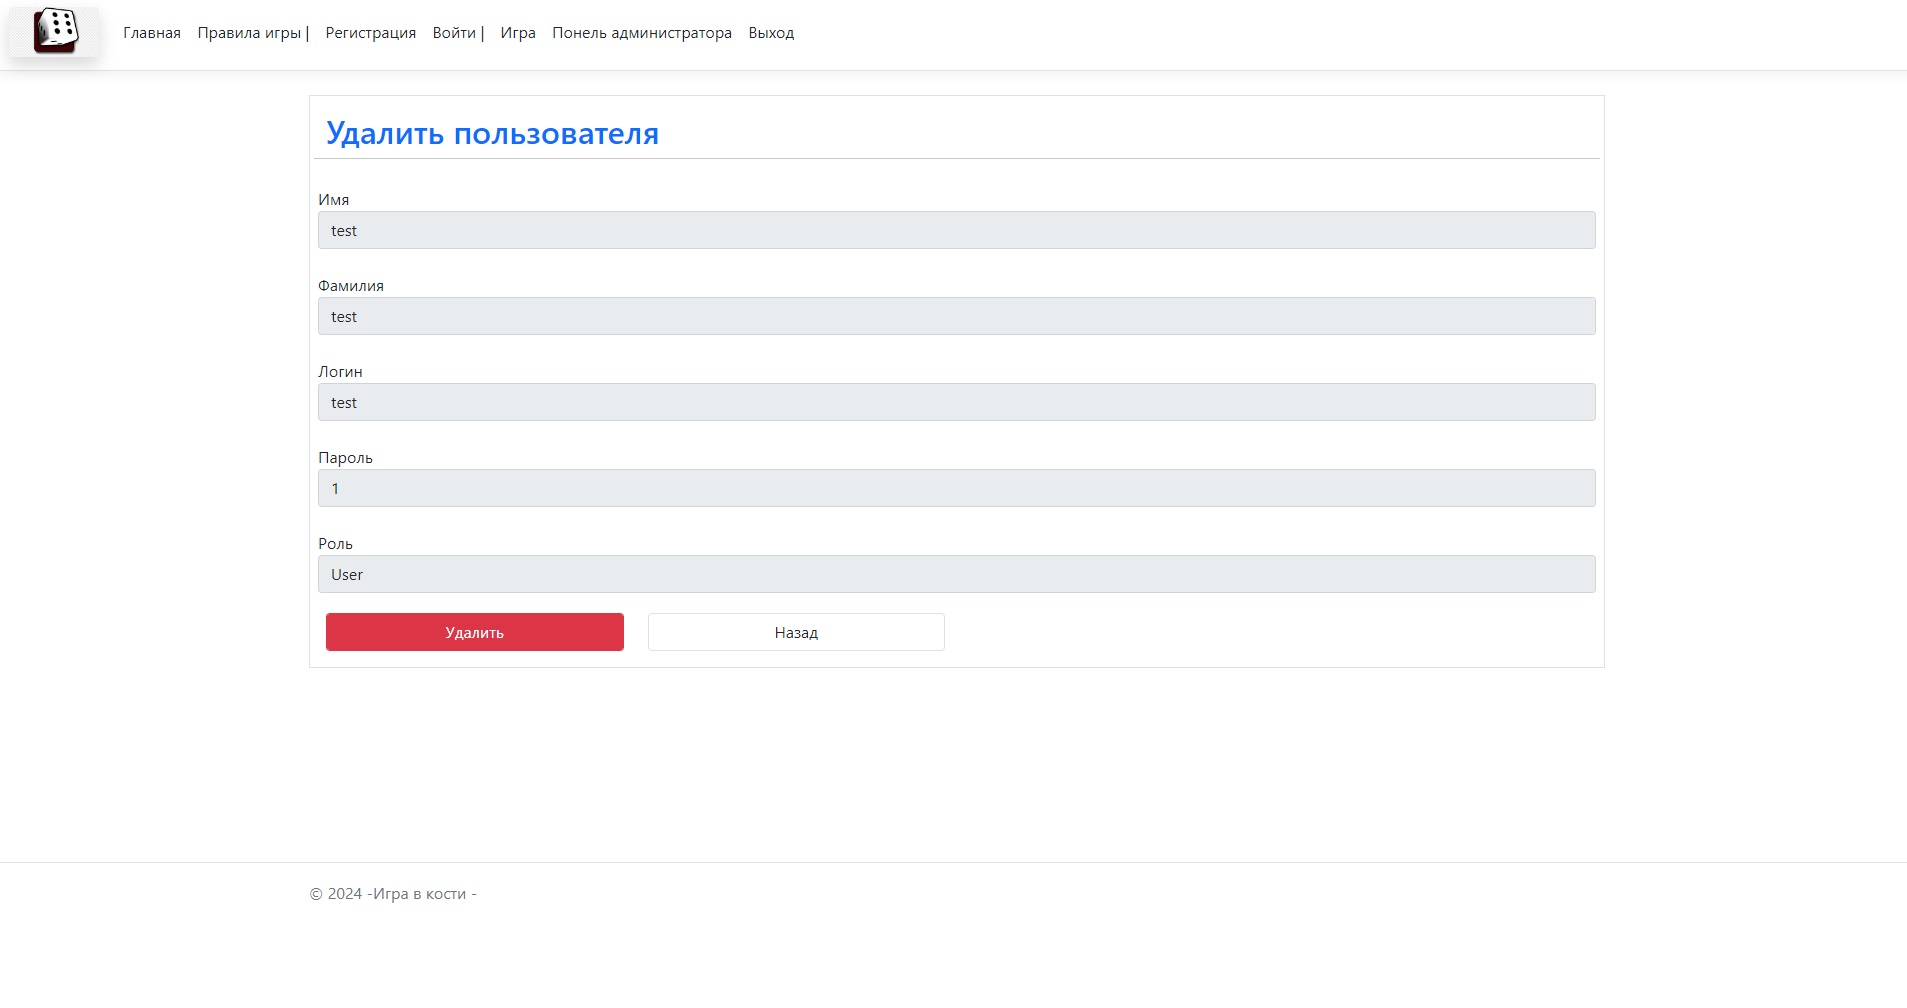 Главная Правила игры | Регистрация Войти | Игра Понель администратора Выход
Удалить пользователя
Имя
test
Фамилия
test
Логин
test
Пароль
1
Роль
User
Удалить Назад
© 2024 -Игра в кости -